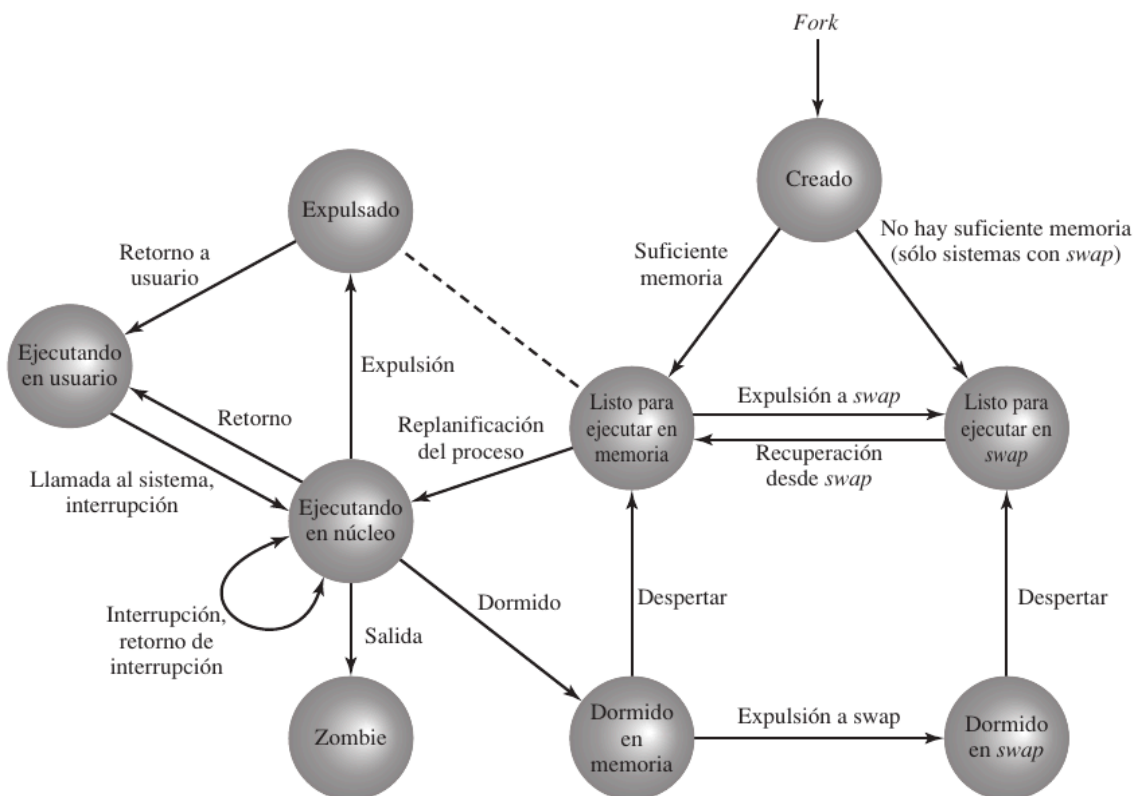 Fork
Creado
Expulsado
No hay suficiente memoria
(sólo sistemas con swap)
Suficiente
memoria
Retorno a
usuario
Ejecutando
en usuario
Expulsión
Listo para
ejecutar en
memoria
Expulsión a swap
Listo para
ejecutar en
swap
Retorno
Replanificación
del proceso
Recuperación
desde swap
Llamada al sistema,
interrupción
Ejecutando
en núcleo
Dormido
Despertar
Despertar
Interrupción,
retorno de
interrupción
Salida
Zombie
Dormido
en
memoria
Expulsión a swap
Dormido
en swap